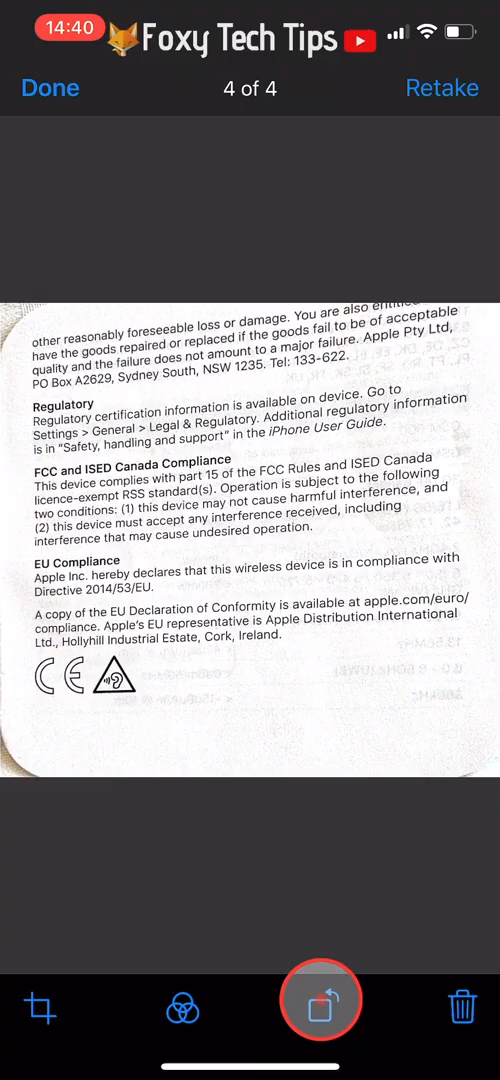 14:40
Foxy Tech Tips
Done
4 of 4
Retake
other reasonably foreseeable loss or damage. You are also entitled
have the goods repaired or replaced if the goods fail to be of acceptable
quality and the failure does not amount to a major failure. Apple Pty Ltd,
PO Box A2629, Sydney South, NSW 1235. Tel: 133-622.
Regulatory
Regulatory certification information is available on device. Go to
Settings > General > Legal & Regulatory. Additional regulatory information
is in “Safety, handling and support” in the iPhone User Guide.
FCC and ISED Canada Compliance
This device complies with part 15 of the FCC Rules and ISED Canada
licence-exempt RSS standard(s). Operation is subject to the following
two conditions: (1) this device may not cause harmful interference, and
(2) this device must accept any interference received, including
interference that may cause undesired operation.
EU Compliance
Apple Inc. hereby declares that this wireless device is in compliance with
Directive 2014/53/EU.
A copy of the EU Declaration of Conformity is available at apple.com/euro/
compliance. Apple’s EU representative is Apple Distribution International
Ltd., Hollyhill Industrial Estate, Cork, Ireland.
CE